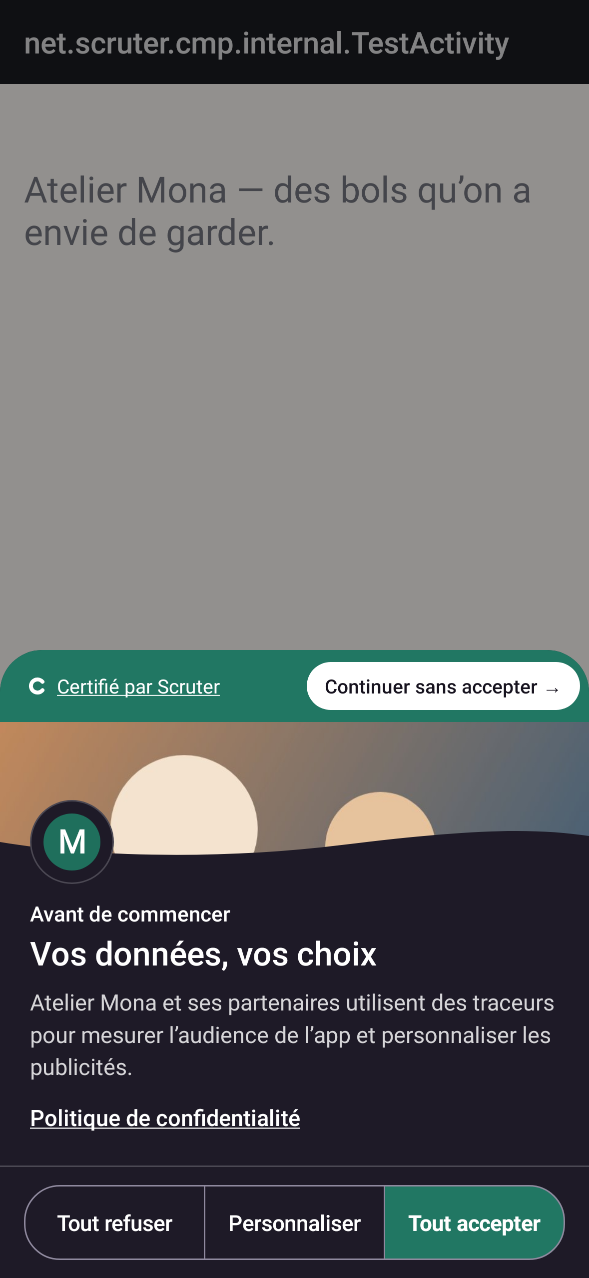 net.scruter.cmp.internal.TestActivity
Atelier Mona — des bols qu’on a
envie de garder.
Certifié par Scruter
Continuer sans accepter →
M
Avant de commencer
Vos données, vos choix
Atelier Mona et ses partenaires utilisent des traceurs
pour mesurer l’audience de l’app et personnaliser les
publicités.
Politique de confidentialité
Tout refuser
Personnaliser
Tout accepter